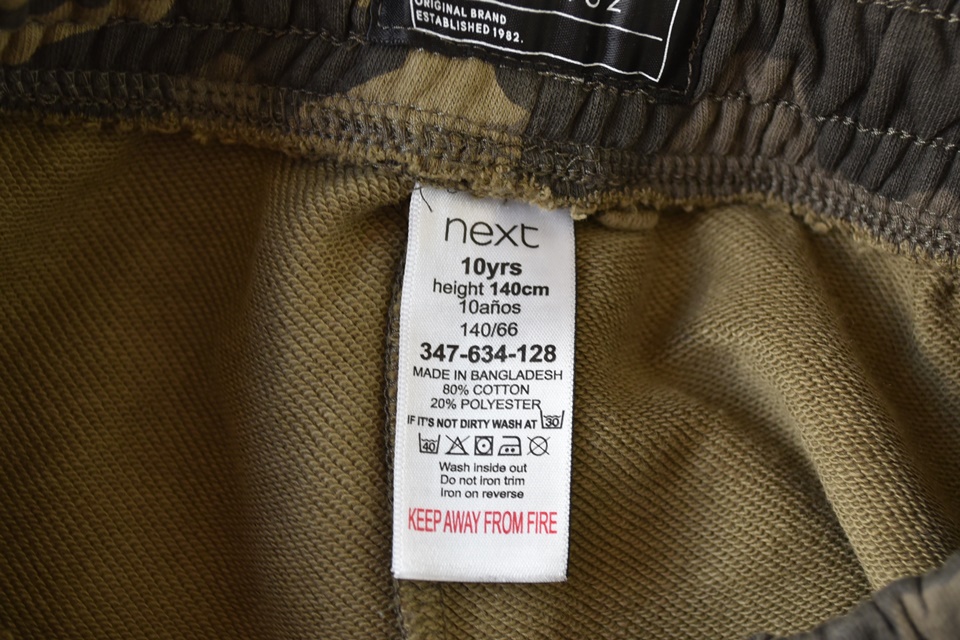 ORIGINAL BRAND
ESTABLISHED 1982.
next
10yrs
height 140cm
10años
140/66
347-634-128
MADE IN BANGLADESH
80% COTTON
20% POLYESTER
IF IT'S NOT DIRTY WASH AT 30
40
Wash inside out
Do not iron trim
Iron on reverse
KEEP AWAY FROM FIRE